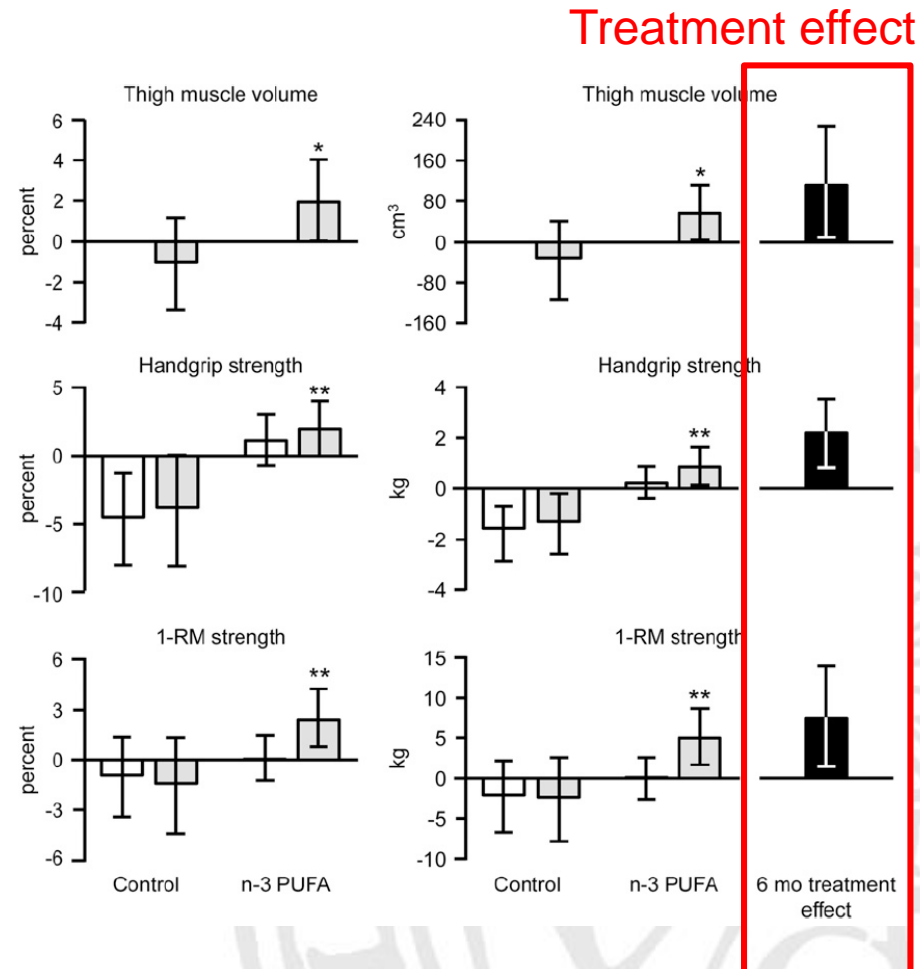 Treatment effect
Thigh muscle volume
percent
6
4
2
0
-2
-4
*
Thigh muscle volume
cm³
240
160
80
0
-80
-160
*
Handgrip strength
percent
5
0
-5
-10
**
Handgrip strength
kg
4
2
0
-2
-4
**
1-RM strength
percent
6
3
0
-3
-6
**
1-RM strength
kg
15
10
5
0
-5
-10
**
Control
n-3 PUFA
Control
n-3 PUFA
6 mo treatment
effect